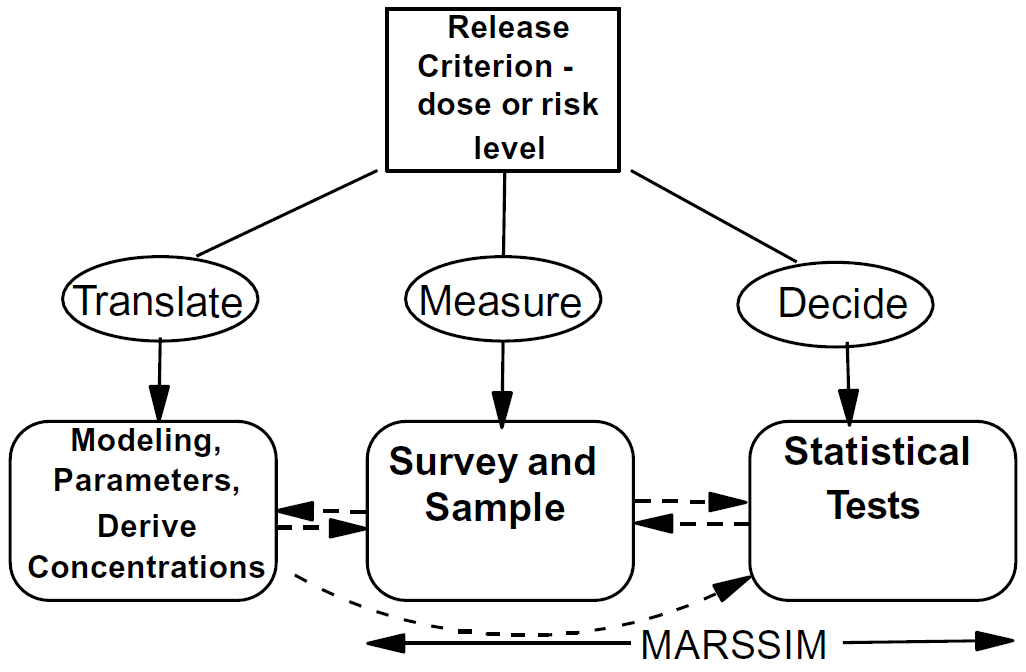 Release
Criterion -
dose or risk
level
Translate
Measure
Decide
Modeling,
Parameters,
Derive
Concentrations
Survey and
Sample
Statistical
Tests
MARSSIM